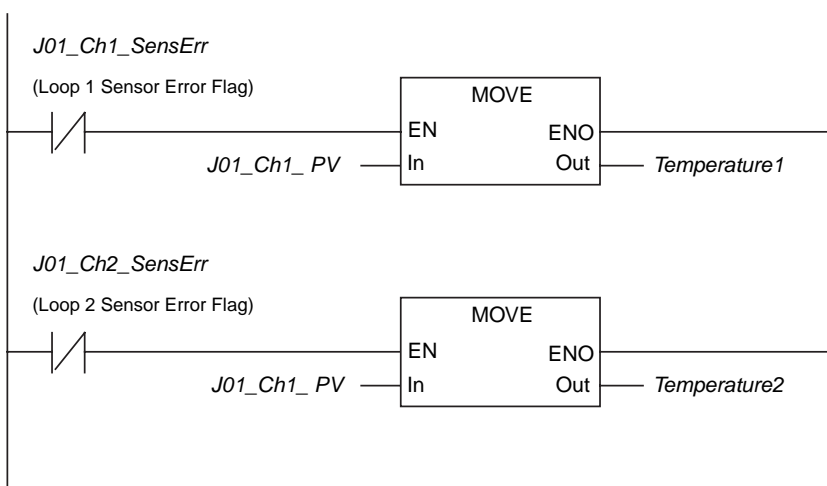 J01_Ch1_SensErr
(Loop 1 Sensor Error Flag)
MOVE
EN ENO
J01_Ch1_ PV In Out Temperature1
J01_Ch2_SensErr
(Loop 2 Sensor Error Flag)
MOVE
EN ENO
J01_Ch1_ PV In Out Temperature2